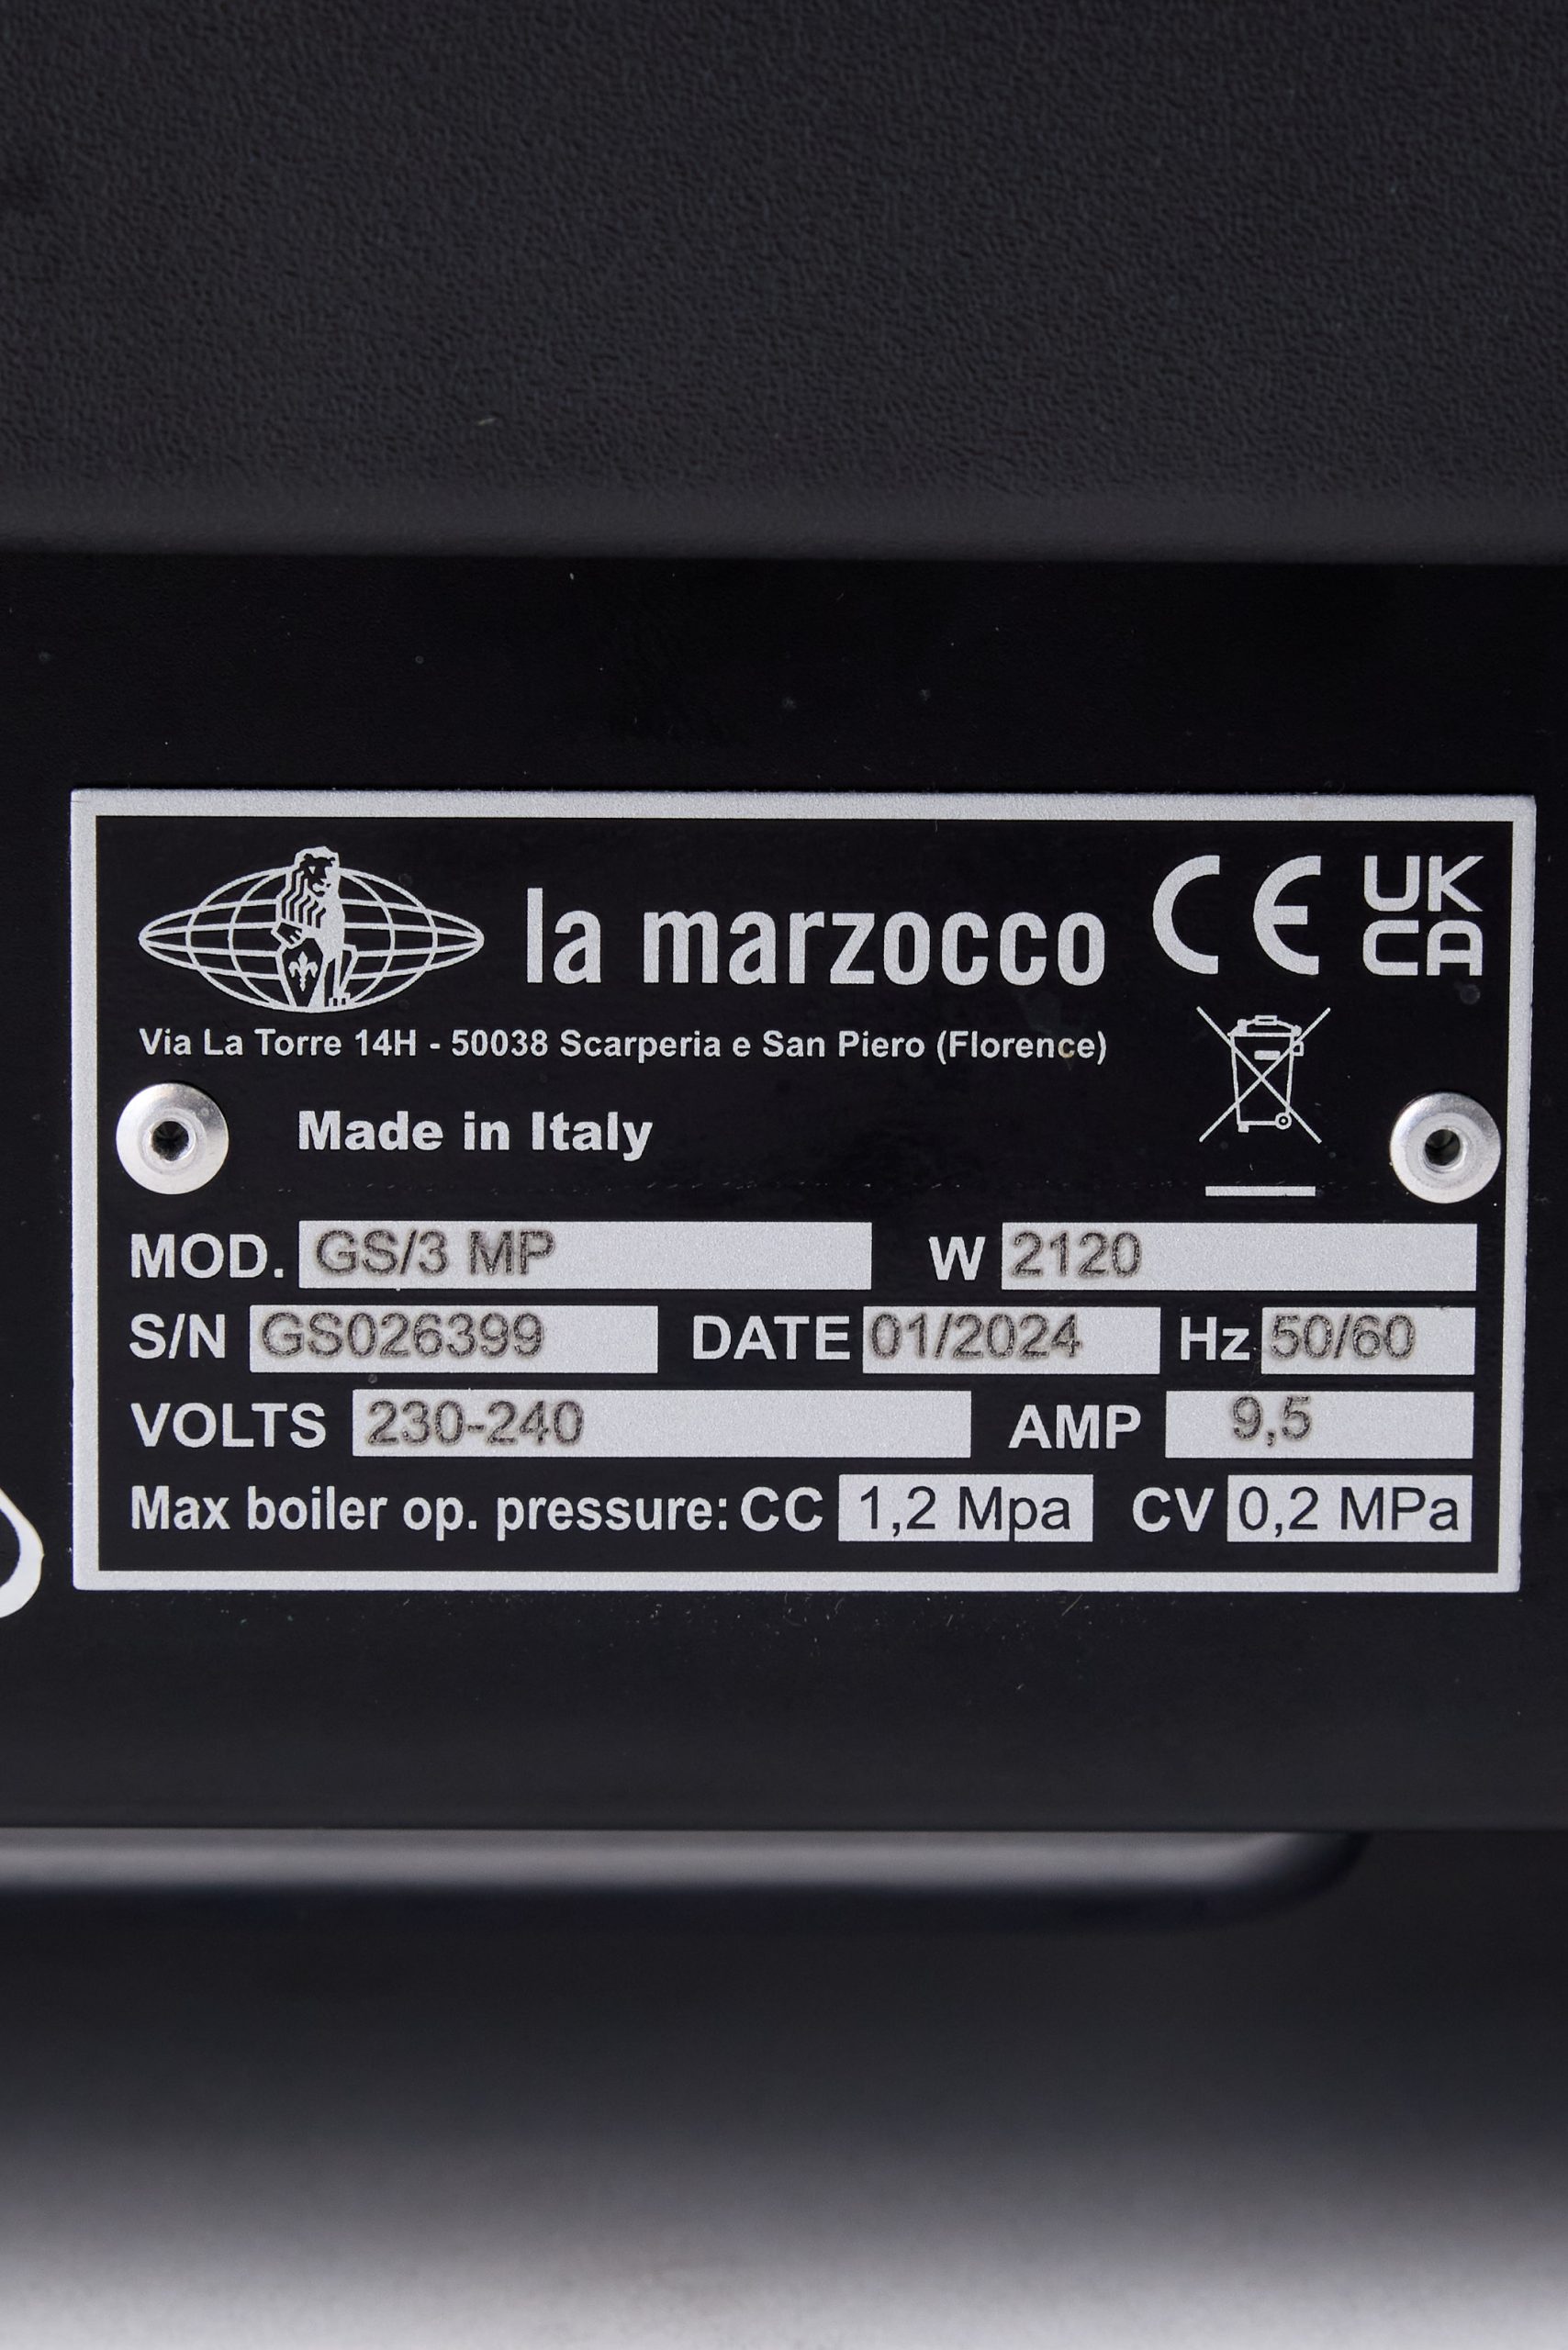 la marzocco CE UK CA
Via La Torre 14H - 50038 Scarperia e San Piero (Florence)
Made in Italy
MOD. GS/3 MP W 2120
S/N GS026399 DATE 01/2024 Hz 50/60
VOLTS 230-240 AMP 9,5
Max boiler op. pressure: CC 1,2 Mpa CV 0,2 MPa